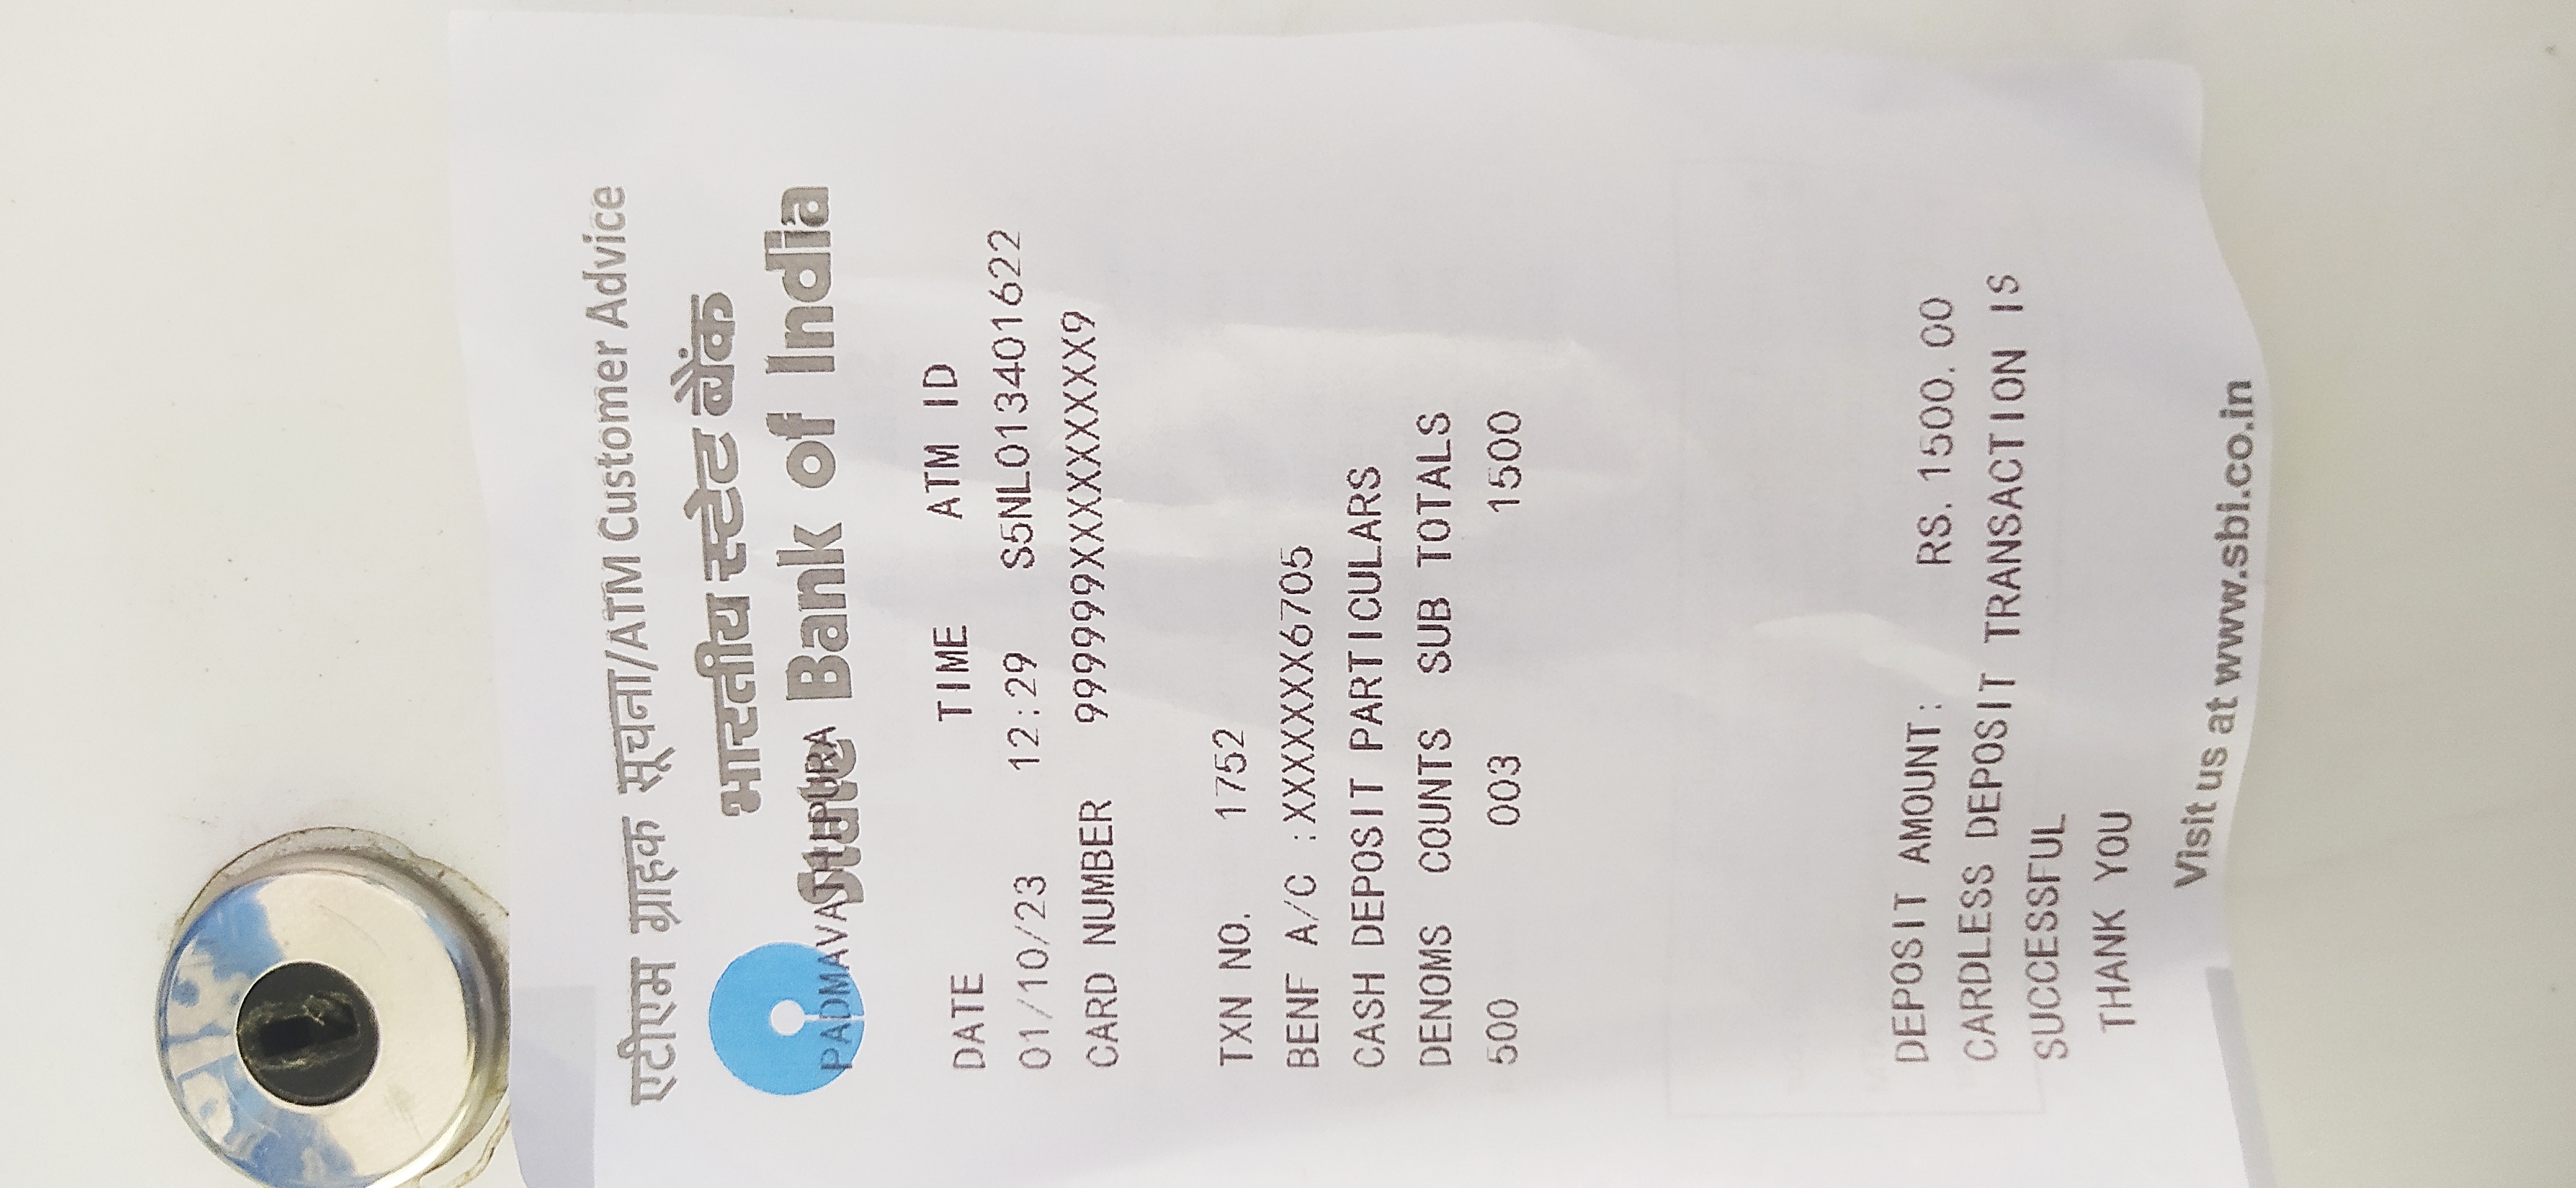 एटीएम ग्राहक सूचना/ATM Customer Advice
भारतीय स्टेट बैंक
State Bank of India
PADMAVATHIPURA
DATE TIME ATM ID
01/10/23 12:29 S5NL013401622
CARD NUMBER 999999XXXXXXXXX9
TXN NO. 1752
BENF A/C :XXXXXXX6705
CASH DEPOSIT PARTICULARS
DENOMS COUNTS SUB TOTALS
500 003 1500
DEPOSIT AMOUNT: RS. 1500.00
CARDLESS DEPOSIT TRANSACTION IS
SUCCESSFUL
THANK YOU
Visit us at www.sbi.co.in